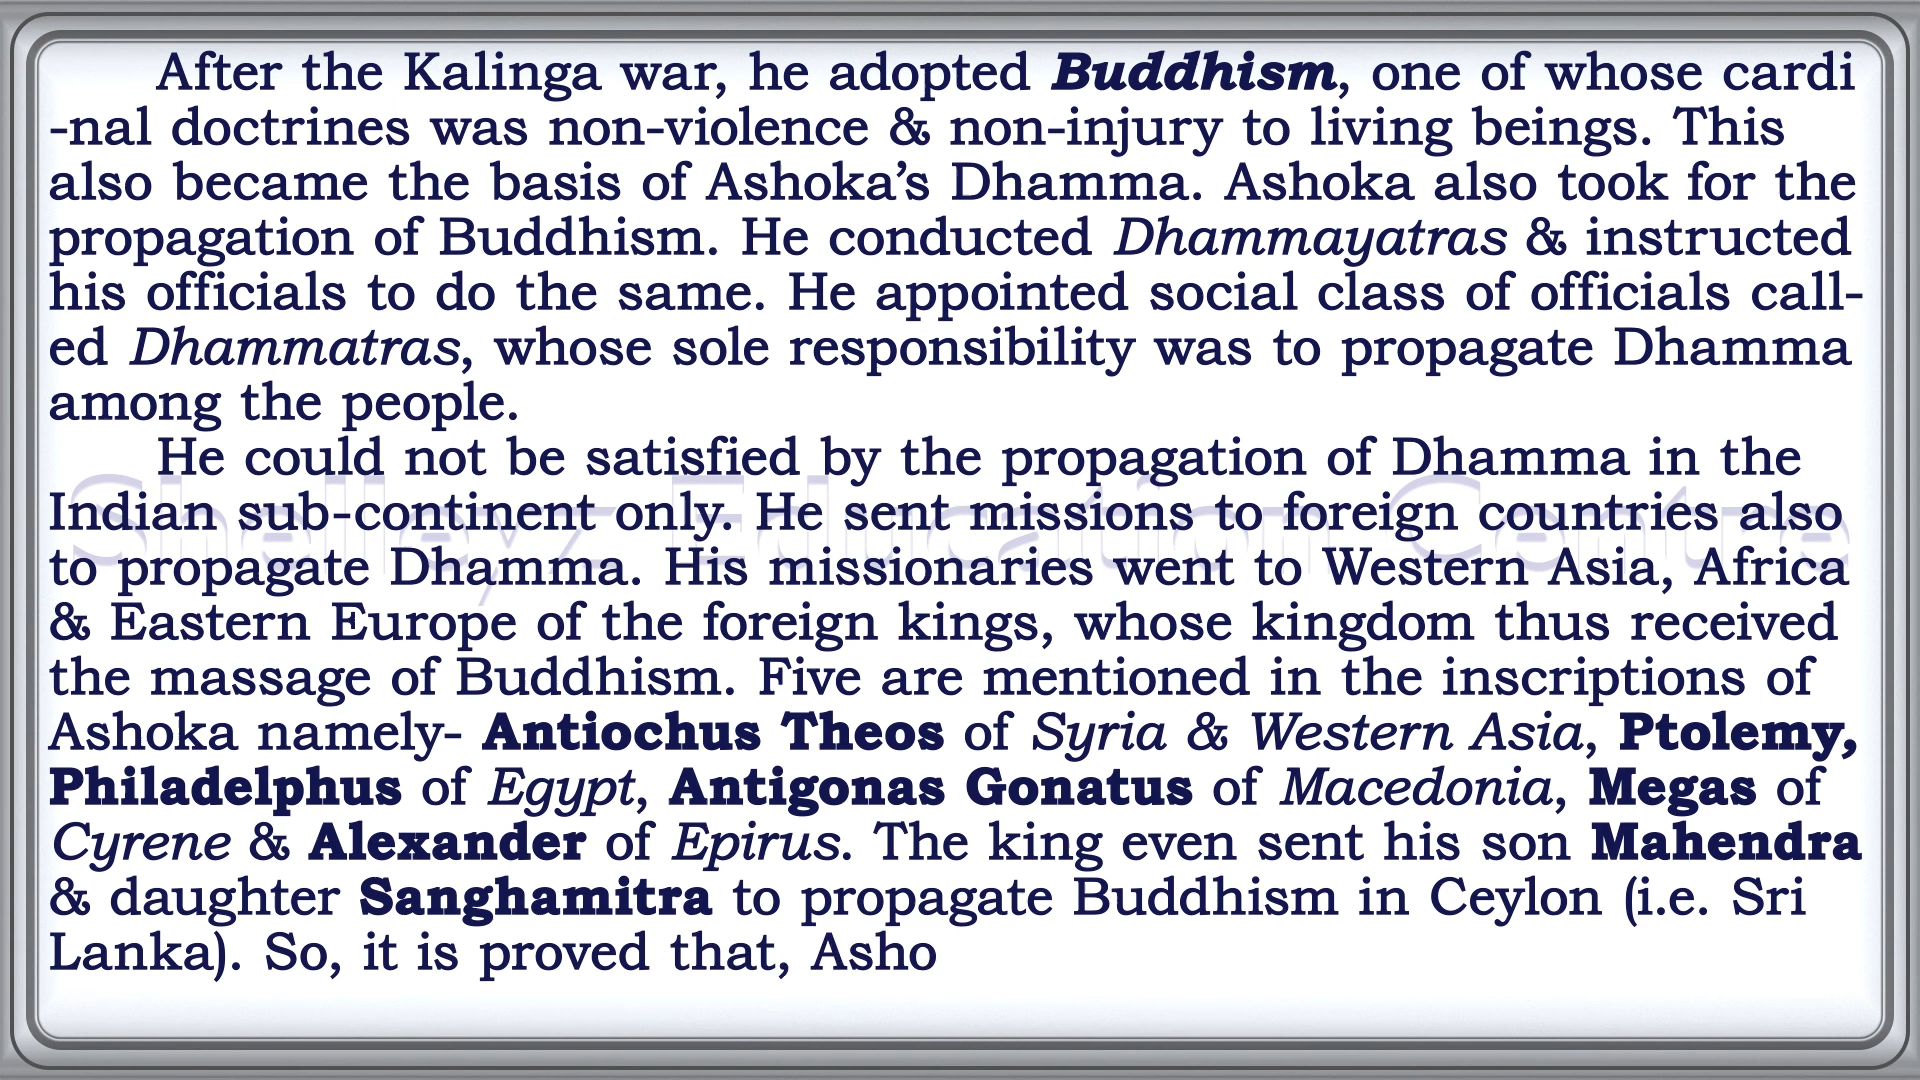 After the Kalinga war, he adopted Buddhism, one of whose cardi
-nal doctrines was non-violence & non-injury to living beings. This
also became the basis of Ashoka’s Dhamma. Ashoka also took for the
propagation of Buddhism. He conducted Dhammayatras & instructed
his officials to do the same. He appointed social class of officials call-
ed Dhammatras, whose sole responsibility was to propagate Dhamma
among the people.
He could not be satisfied by the propagation of Dhamma in the
Indian sub-continent only. He sent missions to foreign countries also
to propagate Dhamma. His missionaries went to Western Asia, Africa
& Eastern Europe of the foreign kings, whose kingdom thus received
the massage of Buddhism. Five are mentioned in the inscriptions of
Ashoka namely- Antiochus Theos of Syria & Western Asia, Ptolemy,
Philadelphus of Egypt, Antigonas Gonatus of Macedonia, Megas of
Cyrene & Alexander of Epirus. The king even sent his son Mahendra
& daughter Sanghamitra to propagate Buddhism in Ceylon (i.e. Sri
Lanka). So, it is proved that, Asho
Shelleyz Education Centre